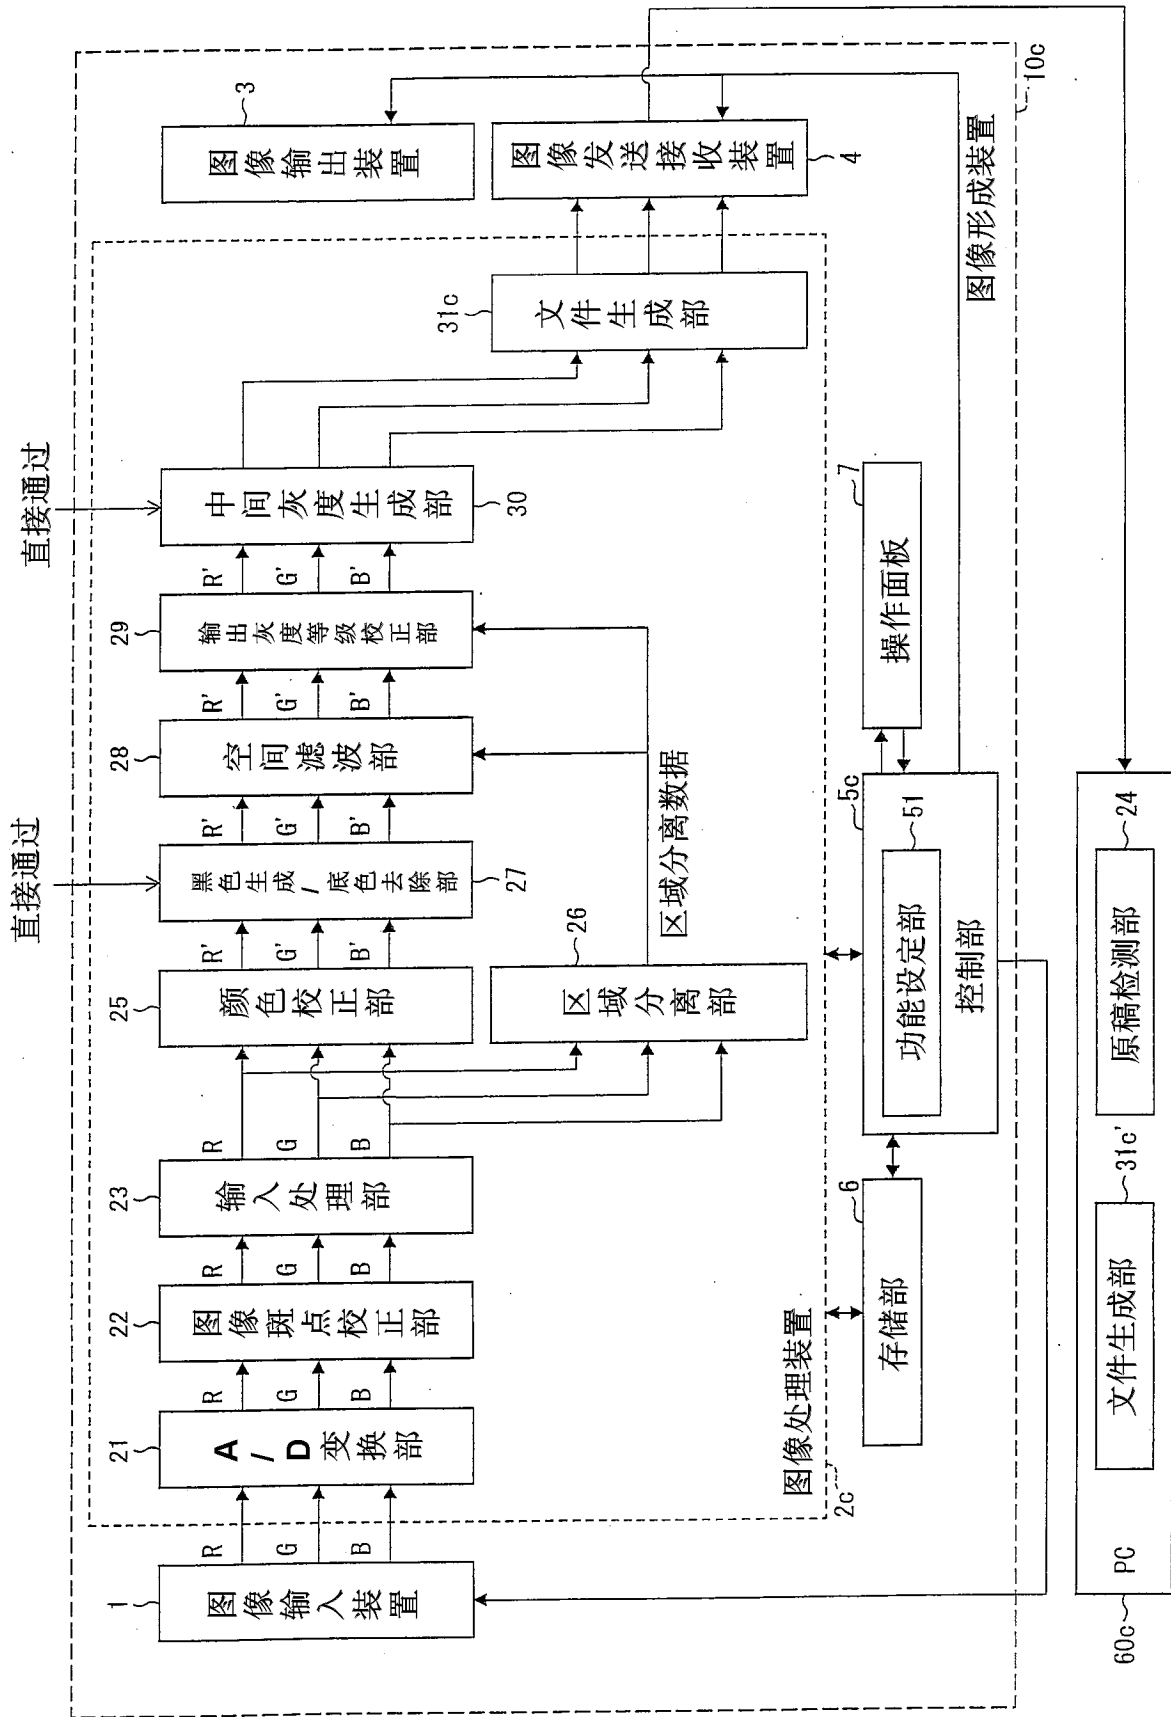 直接通过
直接通过
1
图像输入装置
R
G
B
21
A/D变换部
R
G
B
22
图像斑点校正部
R
G
B
23
输入处理部
R
G
B
25
颜色校正部
R'
G'
B'
黑色生成/底色去除部
27
R'
G'
B'
28
空间滤波部
R'
G'
B'
29
输出灰度等级校正部
R'
G'
B'
中间灰度生成部
30
3
图像输出装置
26
区域分离部
区域分离数据
31c
文件生成部
图像发送接收装置
4
图像处理装置
2c
6
存储部
5c
51
功能设定部
控制部
7
操作面板
图像形成装置
10c
60c
PC
文件生成部
31c'
原稿检测部
24